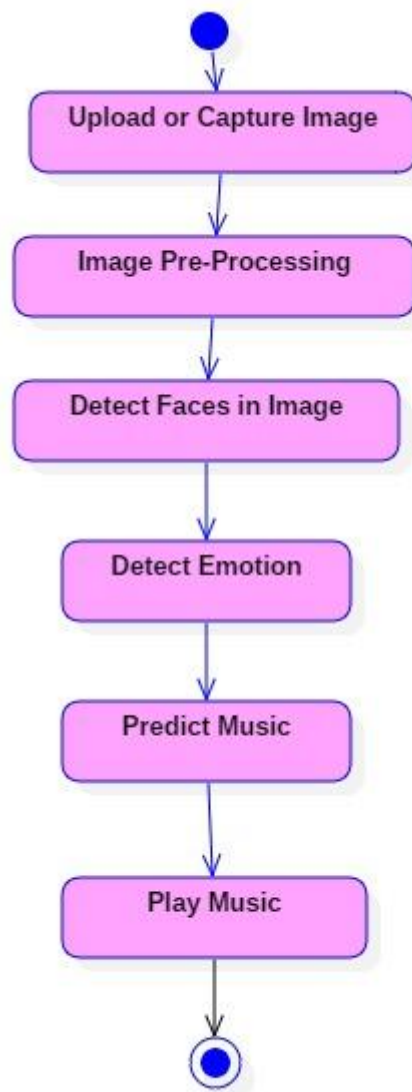 Upload or Capture Image
Image Pre-Processing
Detect Faces in Image
Detect Emotion
Predict Music
Play Music